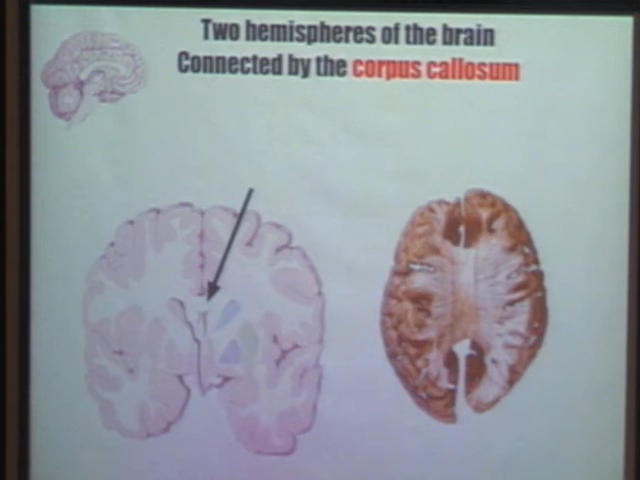 Two hemispheres of the brain
Connected by the corpus callosum